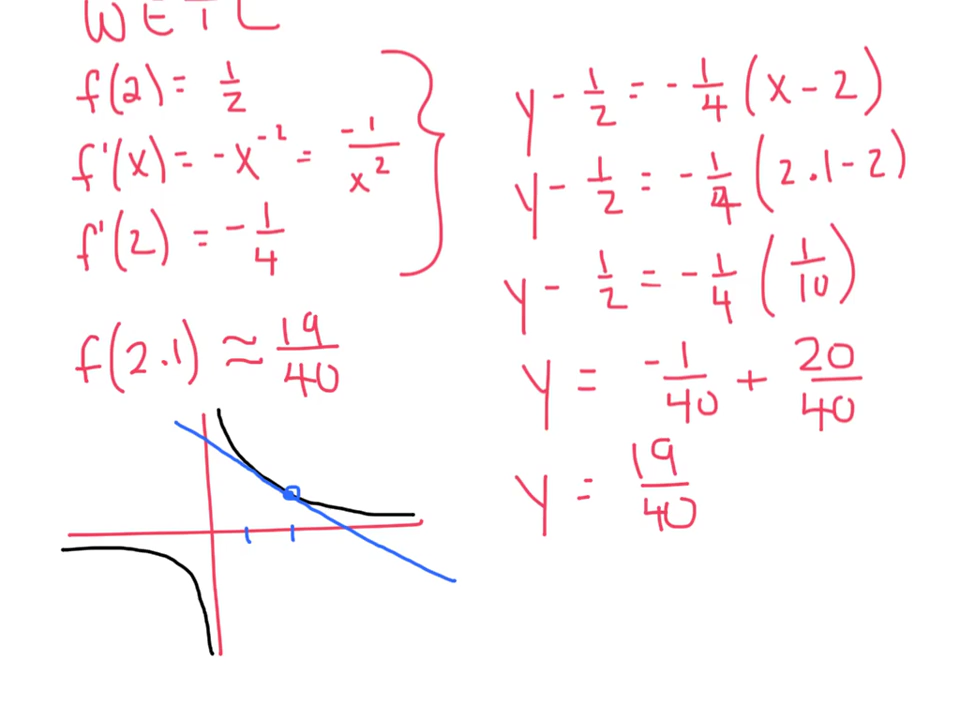 WETL
f(2) = 1/2
f'(x) = -x^-2 = -1/x^2
f'(2) = -1/4
f(2.1) ≈ 19/40
y - 1/2 = -1/4 (x - 2)
y - 1/2 = -1/4 (2.1 - 2)
y - 1/2 = -1/4 (1/10)
y = -1/40 + 20/40
y = 19/40